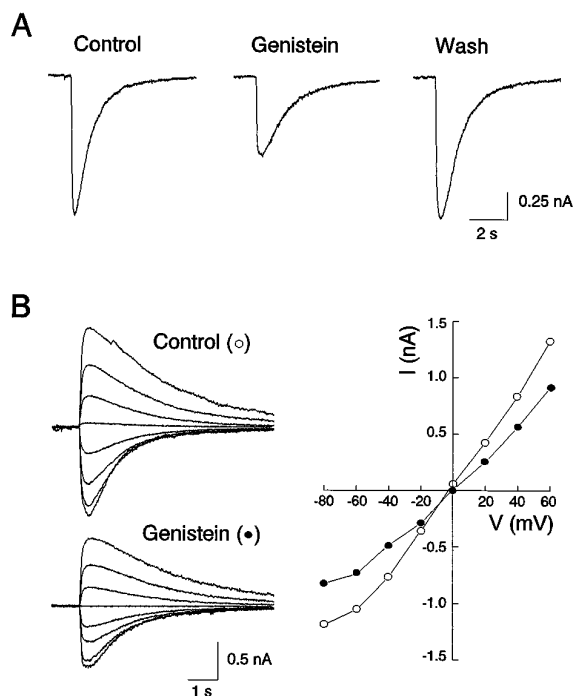 A
Control
Genistein
Wash
0.25 nA
2 s
B
Control (○)
Genistein (●)
0.5 nA
1 s
I (nA)
1.5
1.0
0.5
-80 -60 -40 -20 0 20 40 60
V (mV)
-0.5
-1.0
-1.5